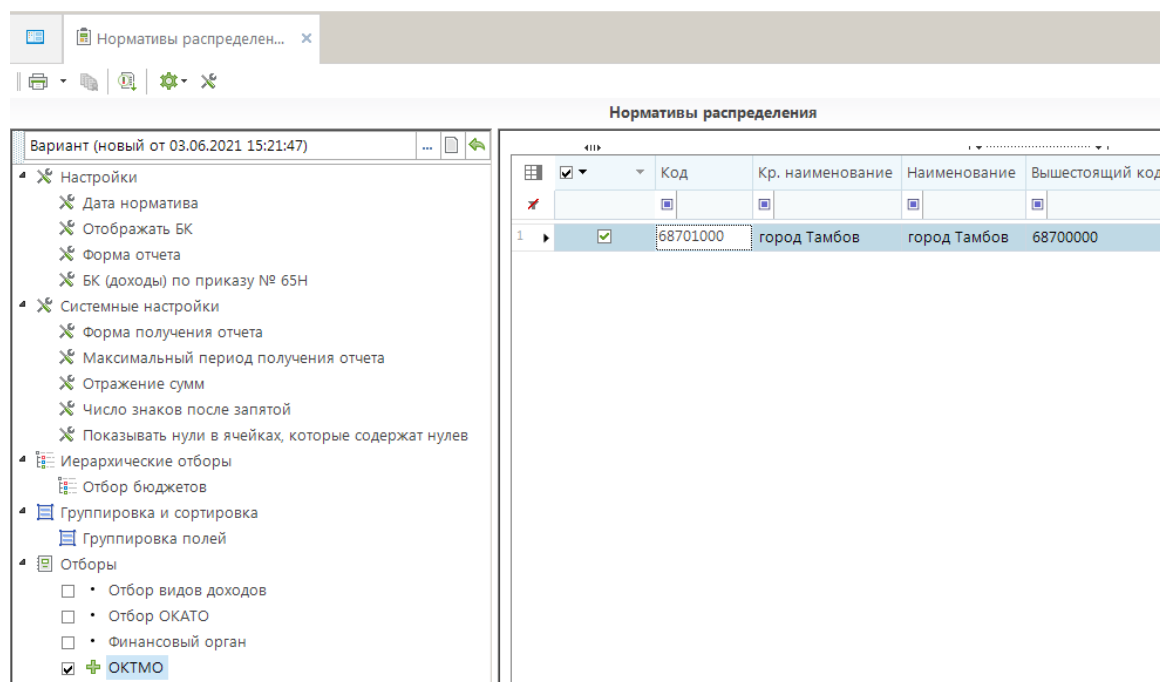 Нормативы распределен...
Нормативы распределения
Вариант (новый от 03.06.2021 15:21:47) ...
Настройки
Дата норматива
Отображать БК
Форма отчета
БК (доходы) по приказу № 65Н
Системные настройки
Форма получения отчета
Максимальный период получения отчета
Отражение сумм
Число знаков после запятой
Показывать нули в ячейках, которые содержат нулев
Иерархические отборы
Отбор бюджетов
Группировка и сортировка
Группировка полей
Отборы
Отбор видов доходов
Отбор ОКАТО
Финансовый орган
ОКТМО
Код Кр. наименование Наименование Вышестоящий код
1 68701000 город Тамбов город Тамбов 68700000